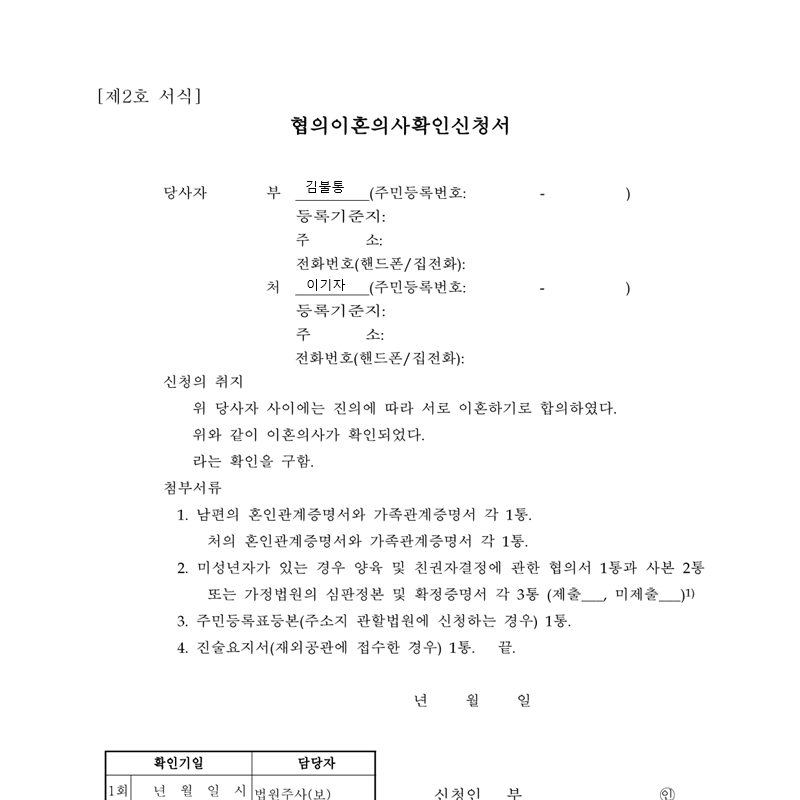 [제2호 서식]
협의이혼의사확인신청서
당사자 부 김불통 (주민등록번호: - )
등록기준지:
주 소:
전화번호(핸드폰/집전화):
처 이기자 (주민등록번호: - )
등록기준지:
주 소:
전화번호(핸드폰/집전화):
신청의 취지
위 당사자 사이에는 진의에 따라 서로 이혼하기로 합의하였다.
위와 같이 이혼의사가 확인되었다.
라는 확인을 구함.
첨부서류
1. 남편의 혼인관계증명서와 가족관계증명서 각 1통.
처의 혼인관계증명서와 가족관계증명서 각 1통.
2. 미성년자가 있는 경우 양육 및 친권자결정에 관한 협의서 1통과 사본 2통
또는 가정법원의 심판정본 및 확정증명서 각 3통 (제출___, 미제출___)1)
3. 주민등록표등본(주소지 관할법원에 신청하는 경우) 1통.
4. 진술요지서(재외공관에 접수한 경우) 1통. 끝.
년 월 일
확인기일 담당자
1회 년 월 일 시 법원주사(보)
신청인 부 ㊞